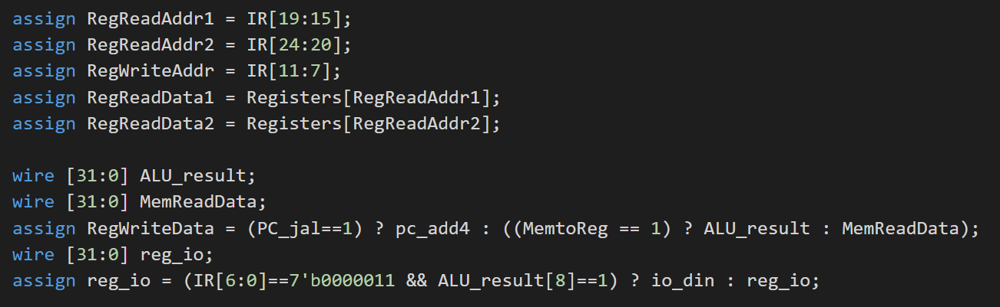 assign RegReadAddr1 = IR[19:15];
assign RegReadAddr2 = IR[24:20];
assign RegWriteAddr = IR[11:7];
assign RegReadData1 = Registers[RegReadAddr1];
assign RegReadData2 = Registers[RegReadAddr2];
wire [31:0] ALU_result;
wire [31:0] MemReadData;
assign RegWriteData = (PC_jal==1) ? pc_add4 : ((MemtoReg == 1) ? ALU_result : MemReadData);
wire [31:0] reg_io;
assign reg_io = (IR[6:0]==7'b0000011 && ALU_result[8]==1) ? io_din : reg_io;